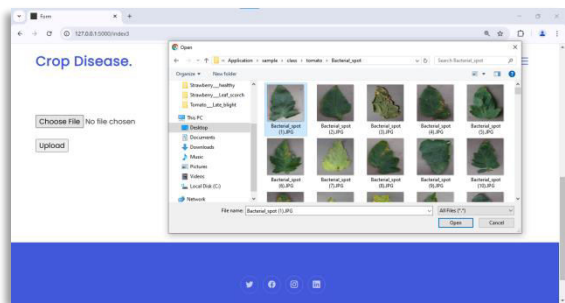 Form
127.0.0.1:5000/index3
Crop Disease.
Choose File No file chosen
Upload
Open
Application > sample > class > tomato > Bacterial_spot
Search Bacterial_spot
Organize New folder
Strawberry___healthy
Strawberry___Leaf_scorch
Tomato___Late_blight
This PC
Desktop
Documents
Downloads
Music
Pictures
Videos
Local Disk (C:)
Network
Bacterial_spot (1).JPG
Bacterial_spot (2).JPG
Bacterial_spot (3).JPG
Bacterial_spot (4).JPG
Bacterial_spot (5).JPG
Bacterial_spot (6).JPG
Bacterial_spot (7).JPG
Bacterial_spot (8).JPG
Bacterial_spot (9).JPG
Bacterial_spot (10).JPG
File name: Bacterial_spot (1).JPG
All Files (*.*)
Open Cancel